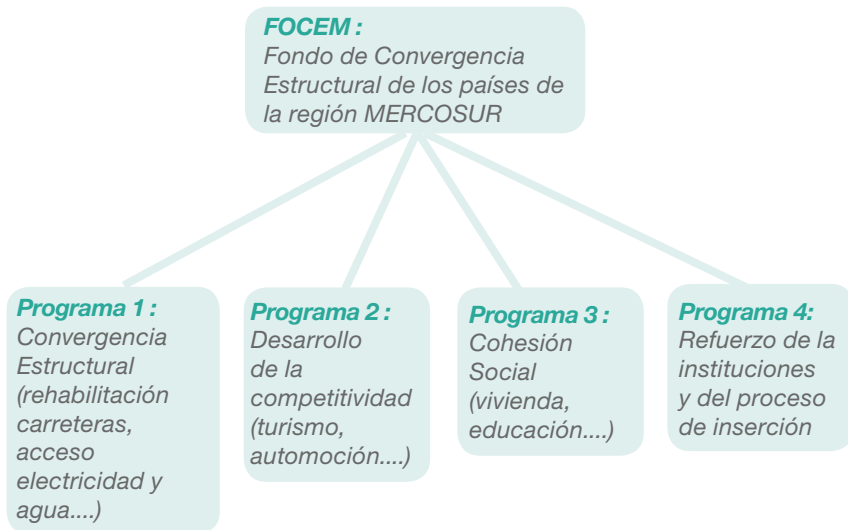 FOCEM :
Fondo de Convergencia
Estructural de los países de
la región MERCOSUR
Programa 1 :
Convergencia
Estructural
(rehabilitación
carreteras,
acceso
electricidad y
agua....)
Programa 2 :
Desarrollo
de la
competitividad
(turismo,
automoción....)
Programa 3 :
Cohesión
Social
(vivienda,
educación....)
Programa 4:
Refuerzo de la
instituciones
y del proceso
de inserción